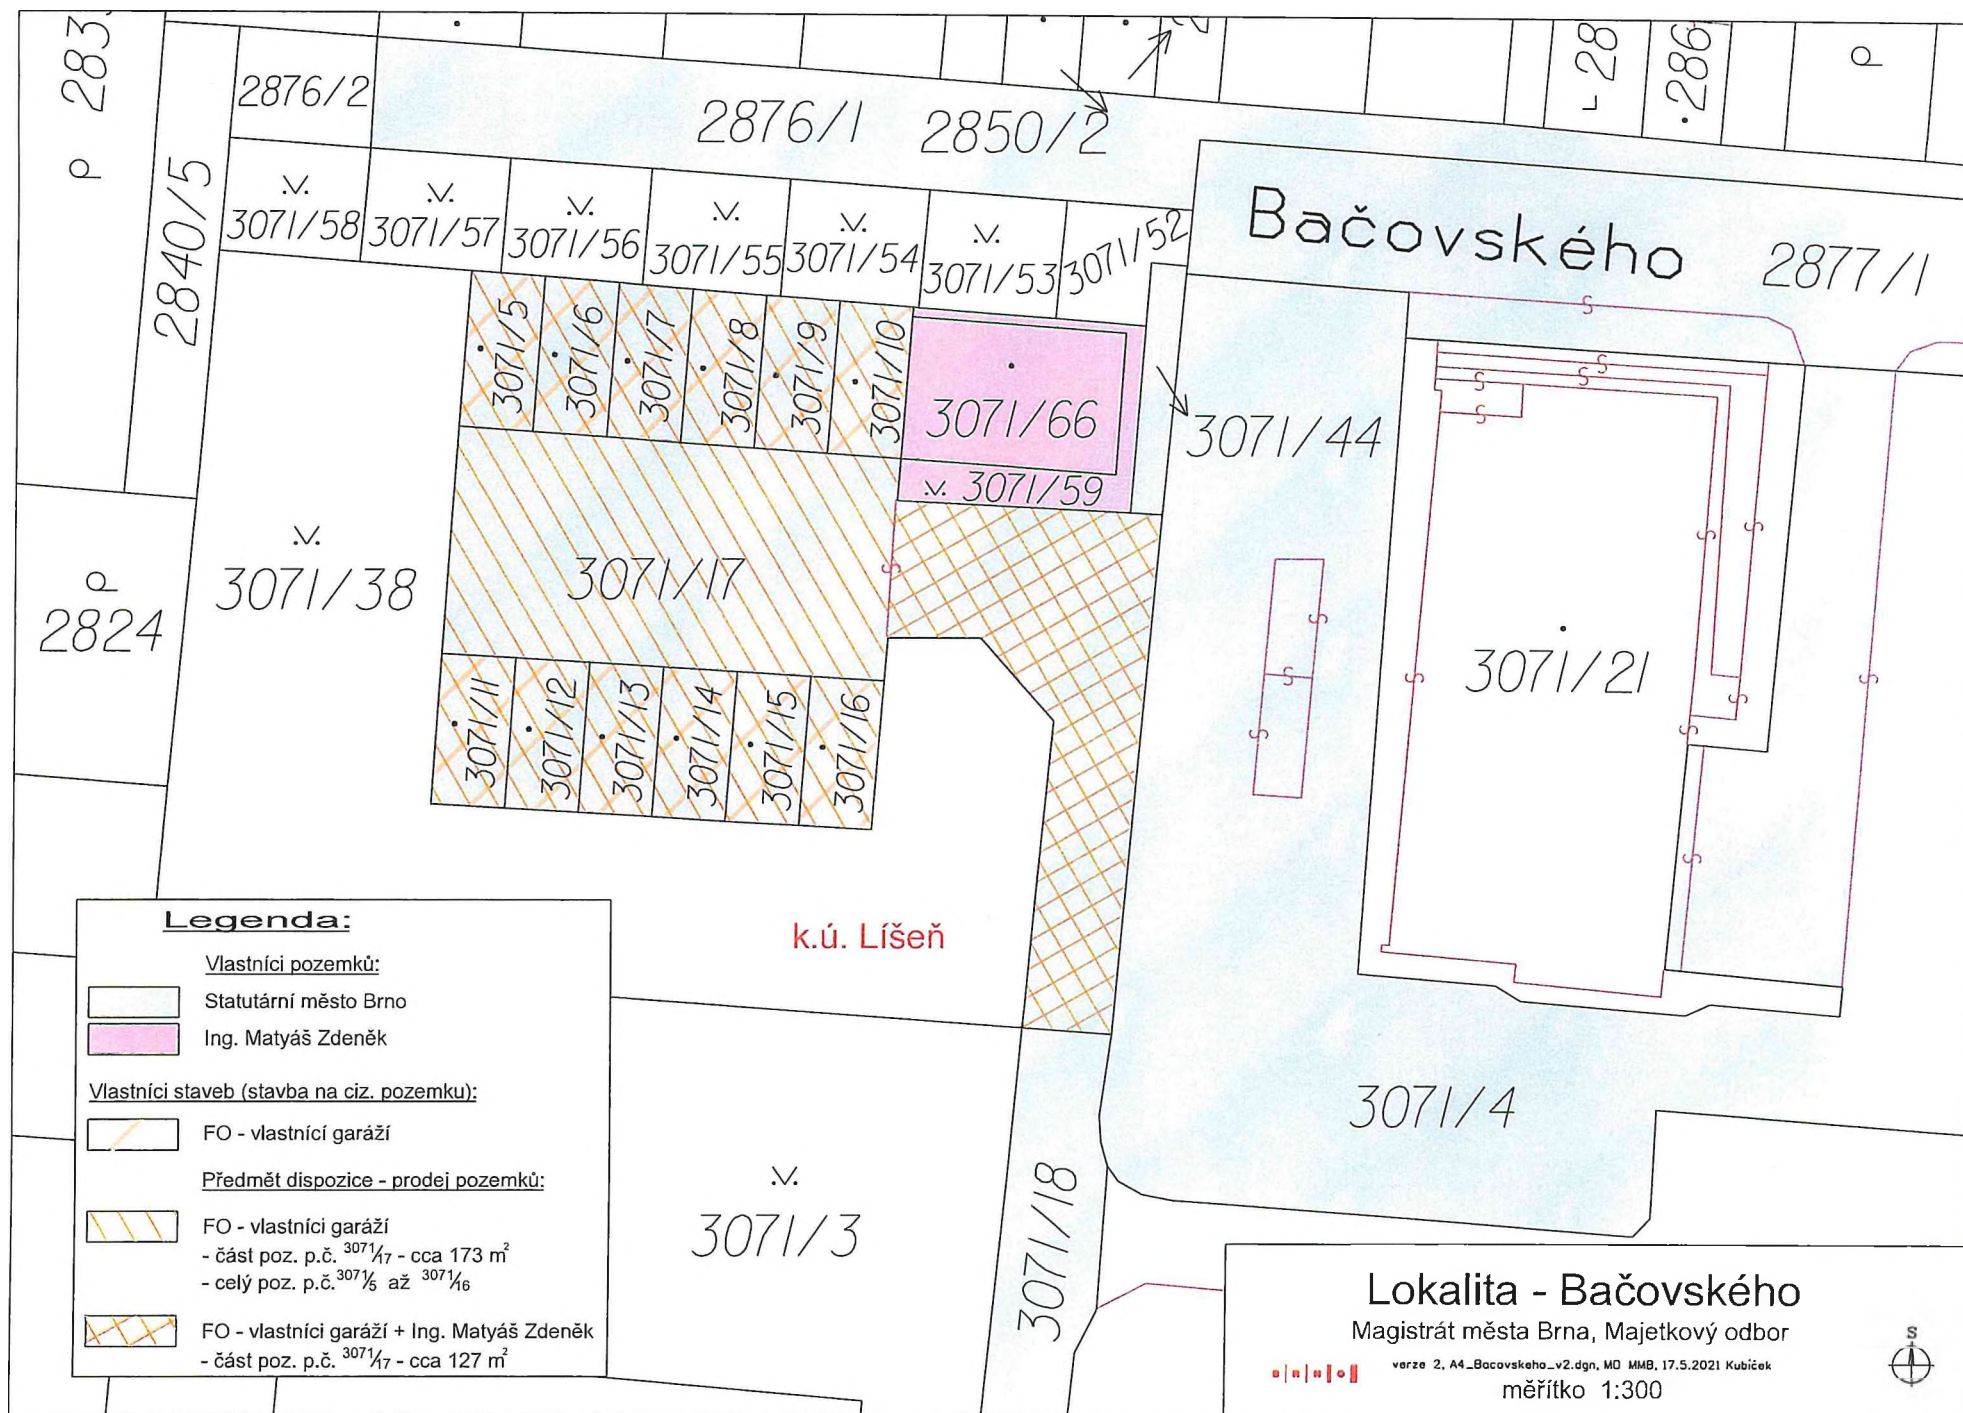 283
2876/2
2876/1
2850/2
28
286
2840/5
3071/58
3071/57
3071/56
3071/55
3071/54
3071/53
3071/52
Bačovského
2877/1
3071/5
3071/6
3071/7
3071/8
3071/9
3071/10
3071/66
3071/59
3071/44
3071/38
3071/17
2824
3071/21
3071/11
3071/12
3071/13
3071/14
3071/15
3071/16
k.ú. Líšeň
3071/4
3071/3
3071/18
Legenda:
Vlastníci pozemků:
Statutární město Brno
Ing. Matyáš Zdeněk
Vlastníci staveb (stavba na ciz. pozemku):
FO - vlastnící garáží
Předmět dispozice - prodej pozemků:
FO - vlastníci garáží
- část poz. p.č. 3071/17 - cca 173 m²
- celý poz. p.č. 3071/5 až 3071/16
FO - vlastníci garáží + Ing. Matyáš Zdeněk
- část poz. p.č. 3071/17 - cca 127 m²
Lokalita - Bačovského
Magistrát města Brna, Majetkový odbor
verze 2, A4_Bacovskeho_v2.dgn, MO MMB, 17.5.2021 Kubíček
měřítko 1:300
S